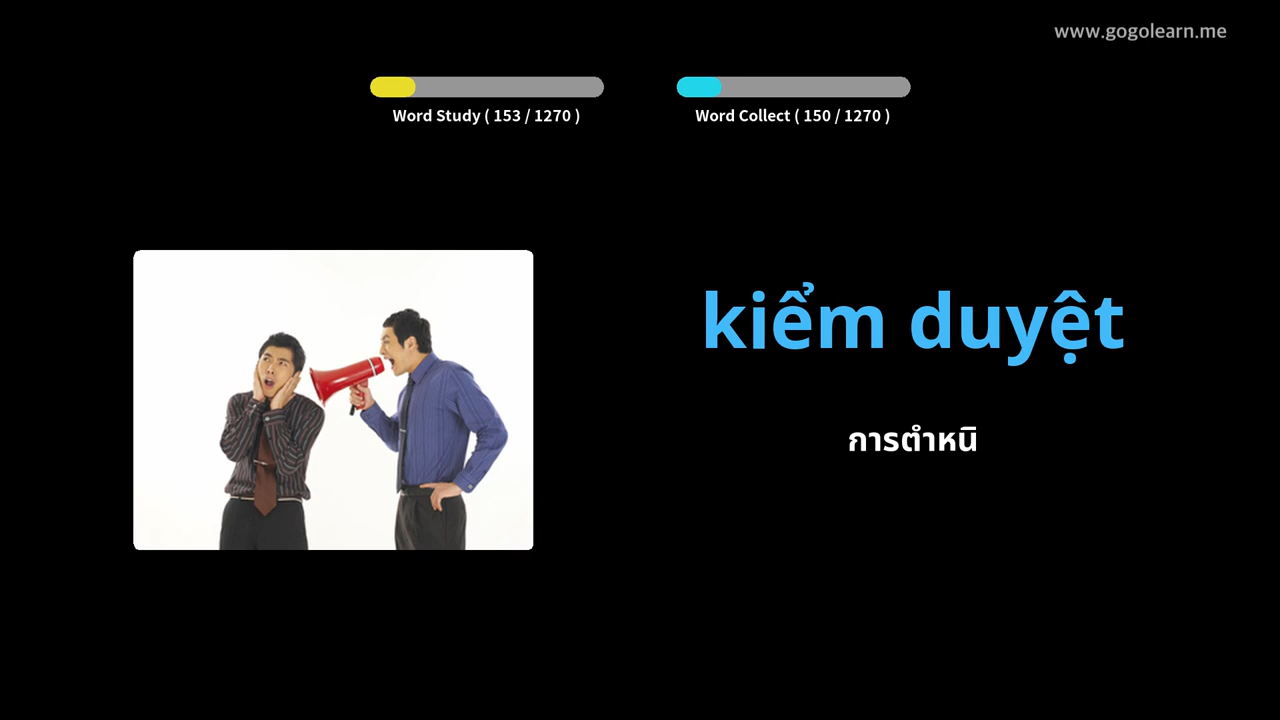 www.gogolearn.me
Word Study ( 153 / 1270 )
Word Collect ( 150 / 1270 )
kiểm duyệt
การตำหนิ